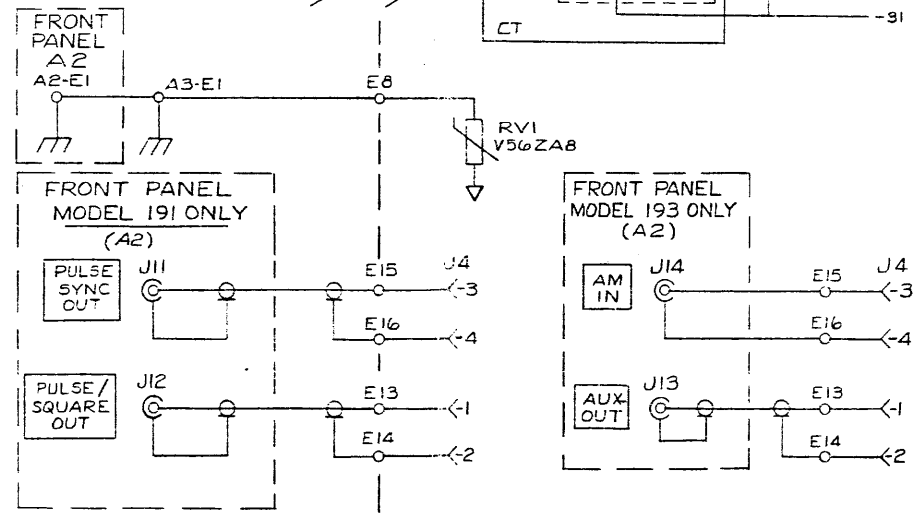 -31
CT
FRONT
PANEL
A2
A2-E1
A3-E1
E8
RV1
V56ZA8
FRONT PANEL
MODEL 191 ONLY
(A2)
PULSE
SYNC
OUT
J11
E15
J4
-3
E16
-4
PULSE/
SQUARE
OUT
J12
E13
-1
E14
-2
FRONT PANEL
MODEL 193 ONLY
(A2)
AM
IN
J14
E15
J4
-3
E16
-4
AUX
OUT
J13
E13
-1
E14
-2